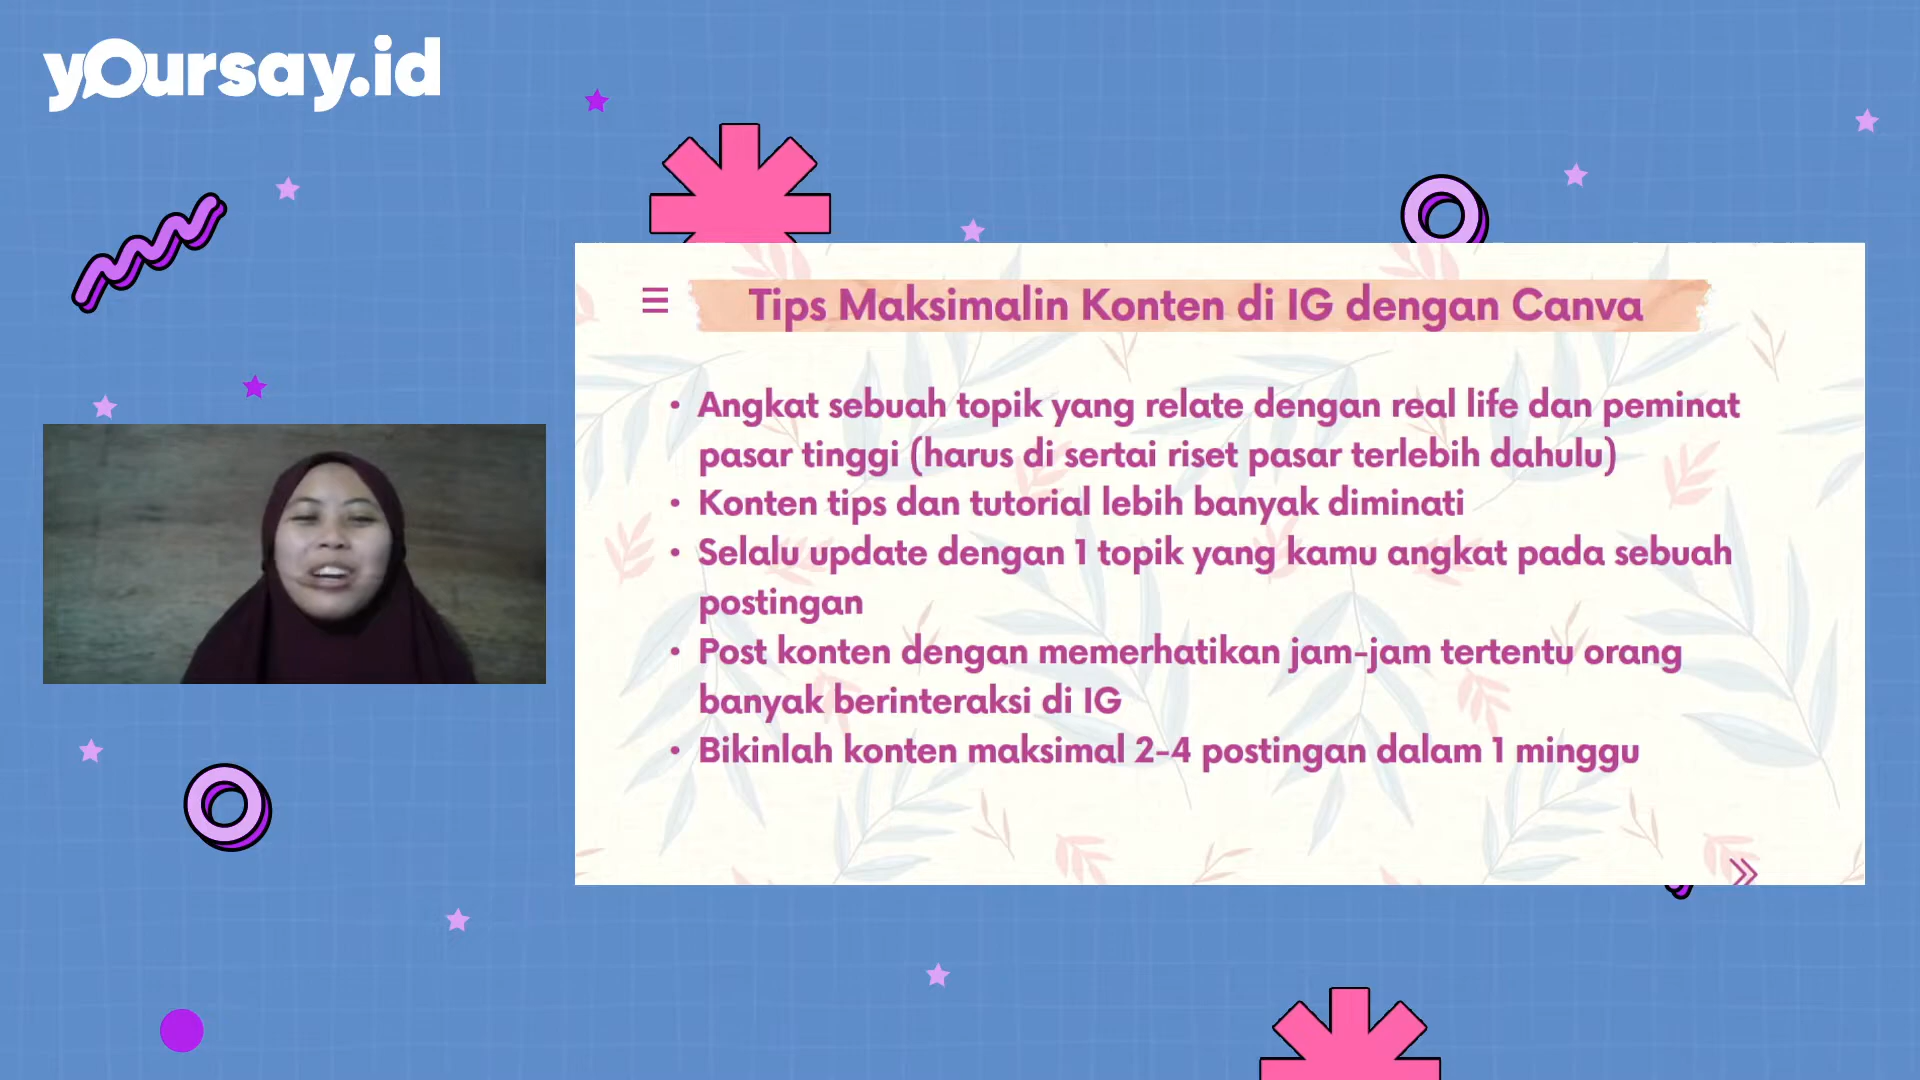 yoursay.id
Tips Maksimalin Konten di IG dengan Canva
• Angkat sebuah topik yang relate dengan real life dan peminat
pasar tinggi (harus di sertai riset pasar terlebih dahulu)
• Konten tips dan tutorial lebih banyak diminati
• Selalu update dengan 1 topik yang kamu angkat pada sebuah
postingan
• Post konten dengan memerhatikan jam-jam tertentu orang
banyak berinteraksi di IG
• Bikinlah konten maksimal 2-4 postingan dalam 1 minggu